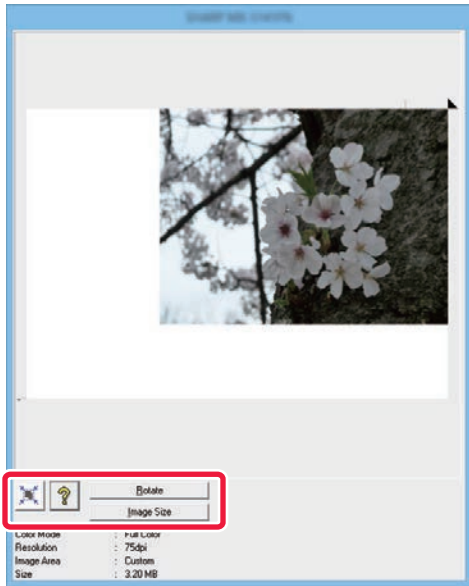 Rotate
Image Size
Color Mode : Full Color
Resolution : 75dpi
Image Area : Custom
Size : 3.20 MB